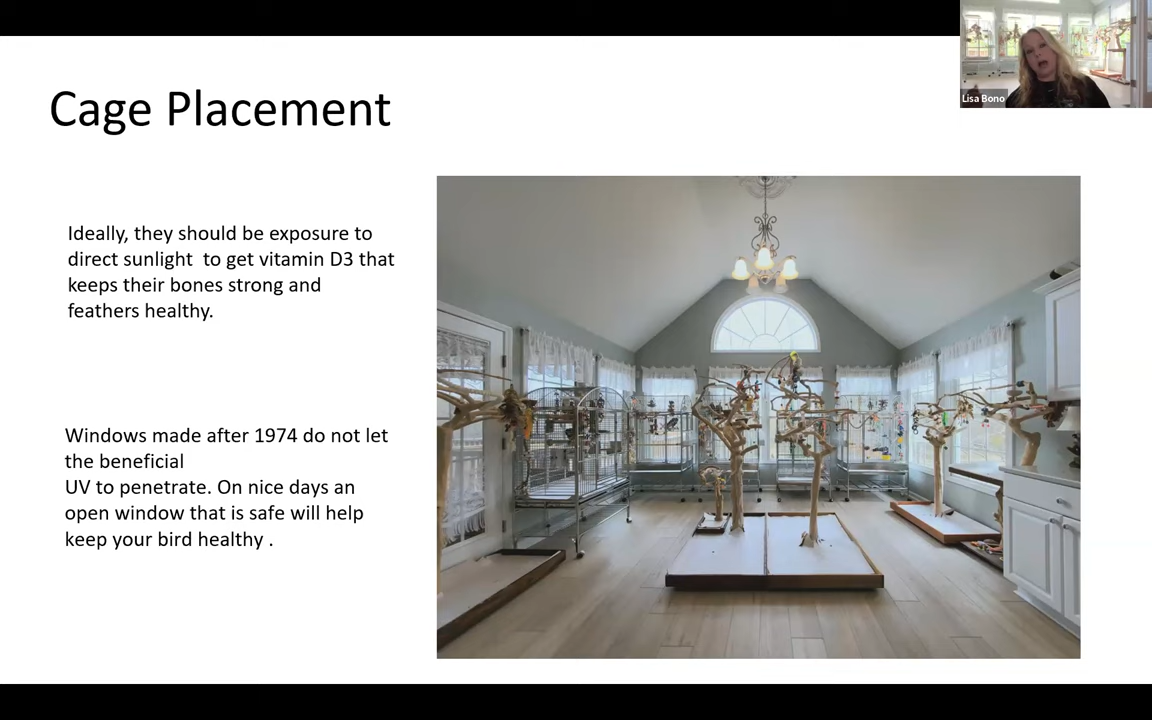 Lisa Bono
Cage Placement
Ideally, they should be exposure to
direct sunlight  to get vitamin D3 that
keeps their bones strong and
feathers healthy.
Windows made after 1974 do not let
the beneficial
UV to penetrate. On nice days an
open window that is safe will help
keep your bird healthy .